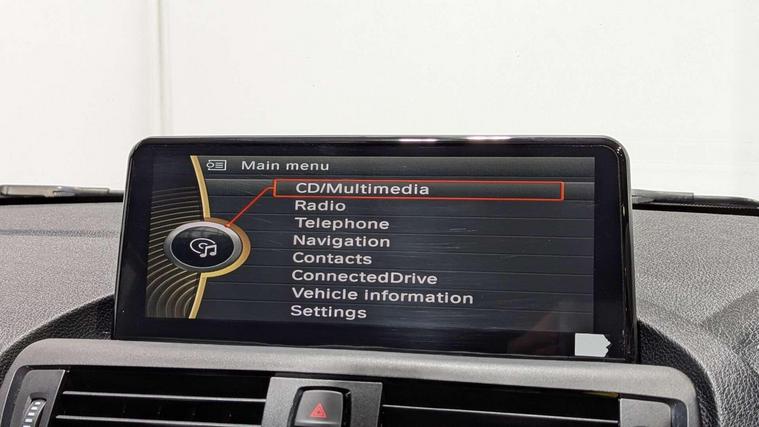 Main menu
CD/Multimedia
Radio
Telephone
Navigation
Contacts
ConnectedDrive
Vehicle information
Settings